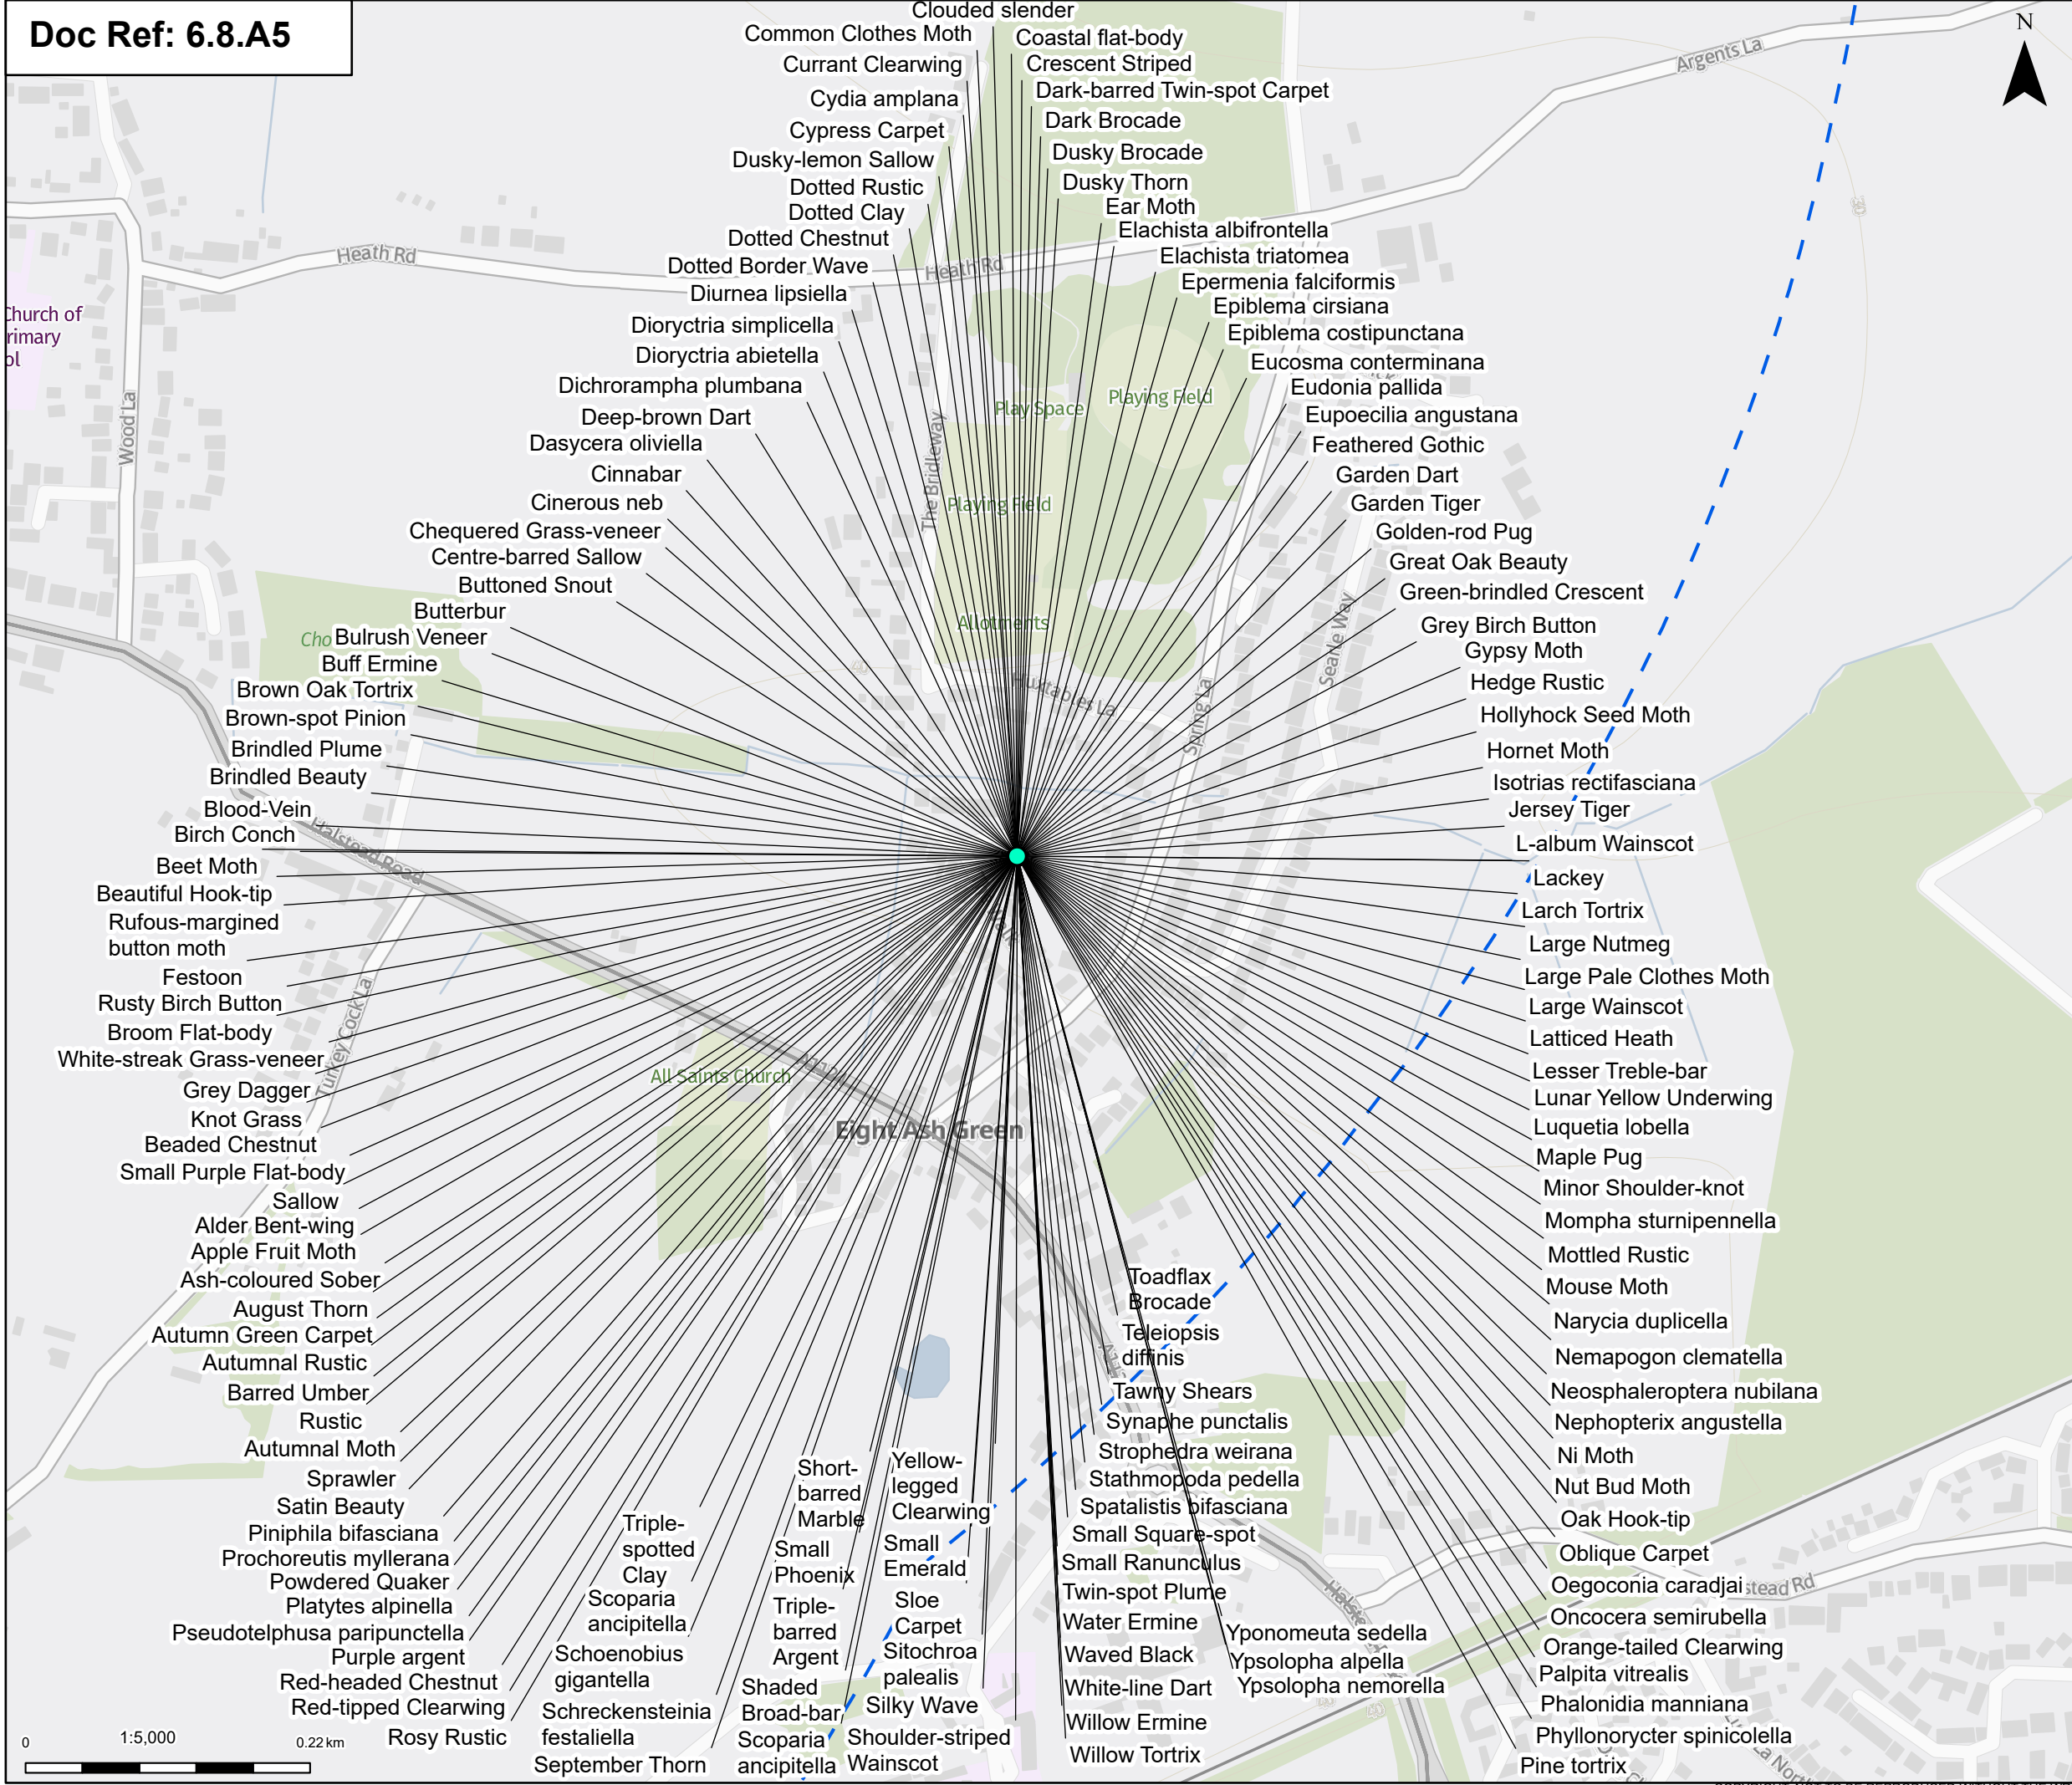 Doc Ref: 6.8.A5
N
Clouded slender
Common Clothes Moth
Currant Clearwing
Cydia amplana
Cypress Carpet
Dusky-lemon Sallow
Dotted Rustic
Dotted Clay
Dotted Chestnut
Dotted Border Wave
Diurnea lipsiella
Dioryctria simplicella
Dioryctria abietella
Dichrorampha plumbana
Deep-brown Dart
Dasycera oliviella
Cinnabar
Cinerous neb
Chequered Grass-veneer
Centre-barred Sallow
Buttoned Snout
Butterbur
Bulrush Veneer
Buff Ermine
Brown Oak Tortrix
Brown-spot Pinion
Brindled Plume
Brindled Beauty
Blood-Vein
Birch Conch
Beet Moth
Beautiful Hook-tip
Rufous-margined
button moth
Festoon
Rusty Birch Button
Broom Flat-body
White-streak Grass-veneer
Grey Dagger
Knot Grass
Beaded Chestnut
Small Purple Flat-body
Sallow
Alder Bent-wing
Apple Fruit Moth
Ash-coloured Sober
August Thorn
Autumn Green Carpet
Autumnal Rustic
Barred Umber
Rustic
Autumnal Moth
Sprawler
Satin Beauty
Piniphila bifasciana
Prochoreutis myllerana
Powdered Quaker
Platytes alpinella
Pseudotelphusa paripunctella
Purple argent
Red-headed Chestnut
Red-tipped Clearwing
Rosy Rustic
Coastal flat-body
Crescent Striped
Dark-barred Twin-spot Carpet
Dark Brocade
Dusky Brocade
Dusky Thorn
Ear Moth
Elachista albifrontella
Elachista triatomea
Epermenia falciformis
Epiblema cirsiana
Epiblema costipunctana
Eucosma conterminana
Eudonia pallida
Eupoecilia angustana
Feathered Gothic
Garden Dart
Garden Tiger
Golden-rod Pug
Great Oak Beauty
Green-brindled Crescent
Grey Birch Button
Gypsy Moth
Hedge Rustic
Hollyhock Seed Moth
Hornet Moth
Isotrias rectifasciana
Jersey Tiger
L-album Wainscot
Lackey
Larch Tortrix
Large Nutmeg
Large Pale Clothes Moth
Large Wainscot
Latticed Heath
Lesser Treble-bar
Lunar Yellow Underwing
Luquetia lobella
Maple Pug
Minor Shoulder-knot
Mompha sturnipennella
Mottled Rustic
Mouse Moth
Narycia duplicella
Nemapogon clematella
Neosphaleroptera nubilana
Nephopterix angustella
Ni Moth
Nut Bud Moth
Oak Hook-tip
Oblique Carpet
Oegoconia caradjai
Oncocera semirubella
Orange-tailed Clearwing
Palpita vitrealis
Phalonidia manniana
Phyllonorycter spinicolella
Pine tortrix
Triple-
spotted
Clay
Scoparia
ancipitella
Schoenobius
gigantella
Schreckensteinia
festaliella
September Thorn
Short-
barred
Marble
Small
Phoenix
Triple-
barred
Argent
Shaded
Broad-bar
Scoparia
ancipitella
Yellow-
legged
Clearwing
Small
Emerald
Sloe
Carpet
Sitochroa
palealis
Silky Wave
Shoulder-striped
Wainscot
Toadflax
Brocade
Teleiopsis
diffinis
Tawny Shears
Synaphe punctalis
Strophedra weirana
Stathmopoda pedella
Spatalistis bifasciana
Small Square-spot
Small Ranunculus
Twin-spot Plume
Water Ermine
Waved Black
White-line Dart
Willow Ermine
Willow Tortrix
Yponomeuta sedella
Ypsolopha alpella
Ypsolopha nemorella
Argents La
Heath Rd
Heath Rd
Church of
rimary
ol
Wood La
The Bridleway
Play Space
Playing Field
Playing Field
Allotments
Huxtables La
Spring La
Searle Way
Cho
Halstead Road
Turkey Cock La
All Saints Church
Eight Ash Green
stead Rd
0
1:5,000
0.22 km